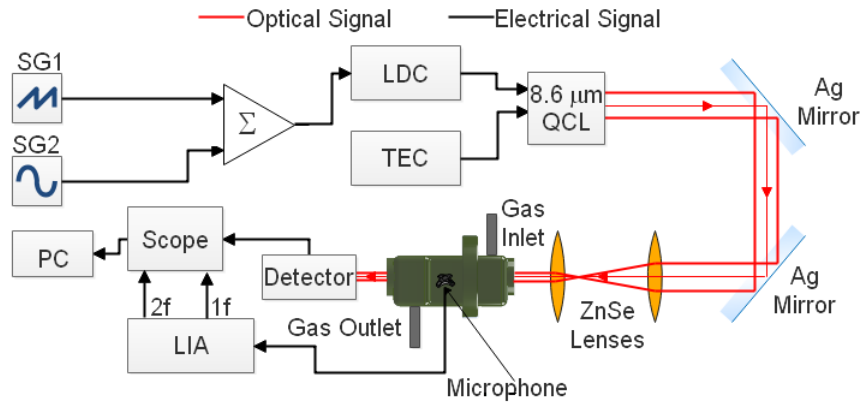 Optical Signal
Electrical Signal
SG1
SG2
Σ
LDC
TEC
8.6 μm
QCL
Ag
Mirror
Ag
Mirror
ZnSe
Lenses
Gas
Inlet
Gas Outlet
Microphone
Detector
Scope
PC
2f
1f
LIA